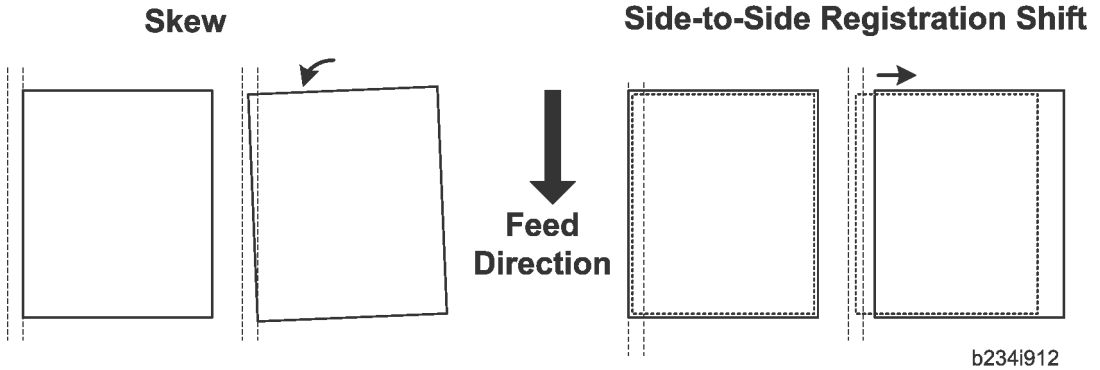 Skew
Side-to-Side Registration Shift
Feed
Direction
b234i912